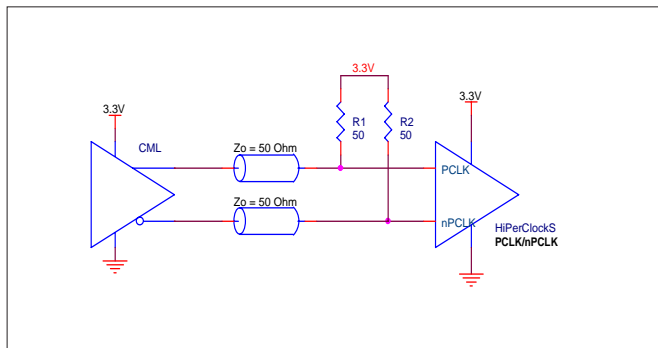 3.3V
3.3V
R1
50
R2
50
3.3V
CML
Zo = 50 Ohm
PCLK
Zo = 50 Ohm
nPCLK
HiPerClockS
PCLK/nPCLK